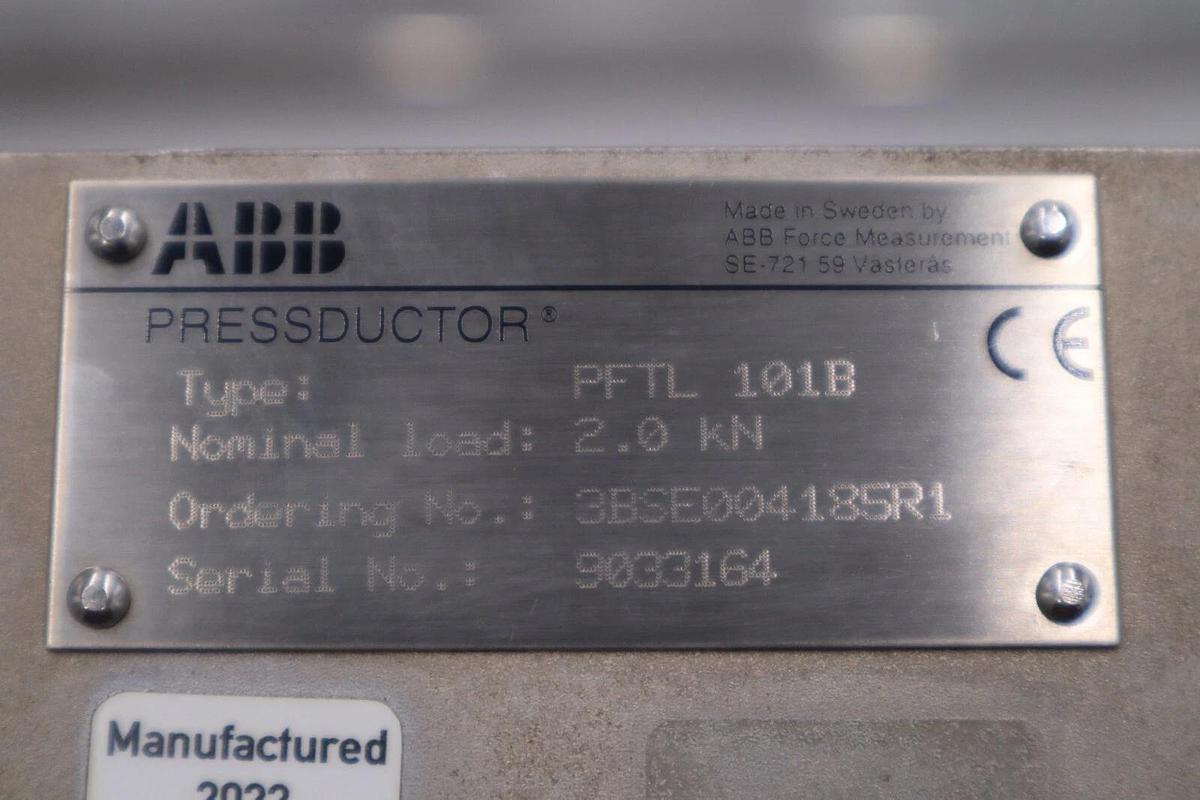 ABB
Made in Sweden by
ABB Force Measurement
SE-721 59 Västerås
PRESSDUCTOR®
CE
Type: PFTL 101B
Nominal load: 2.0 kN
Ordering No.: 3BSE004185R1
Serial No.: 9033164
Manufactured
2022